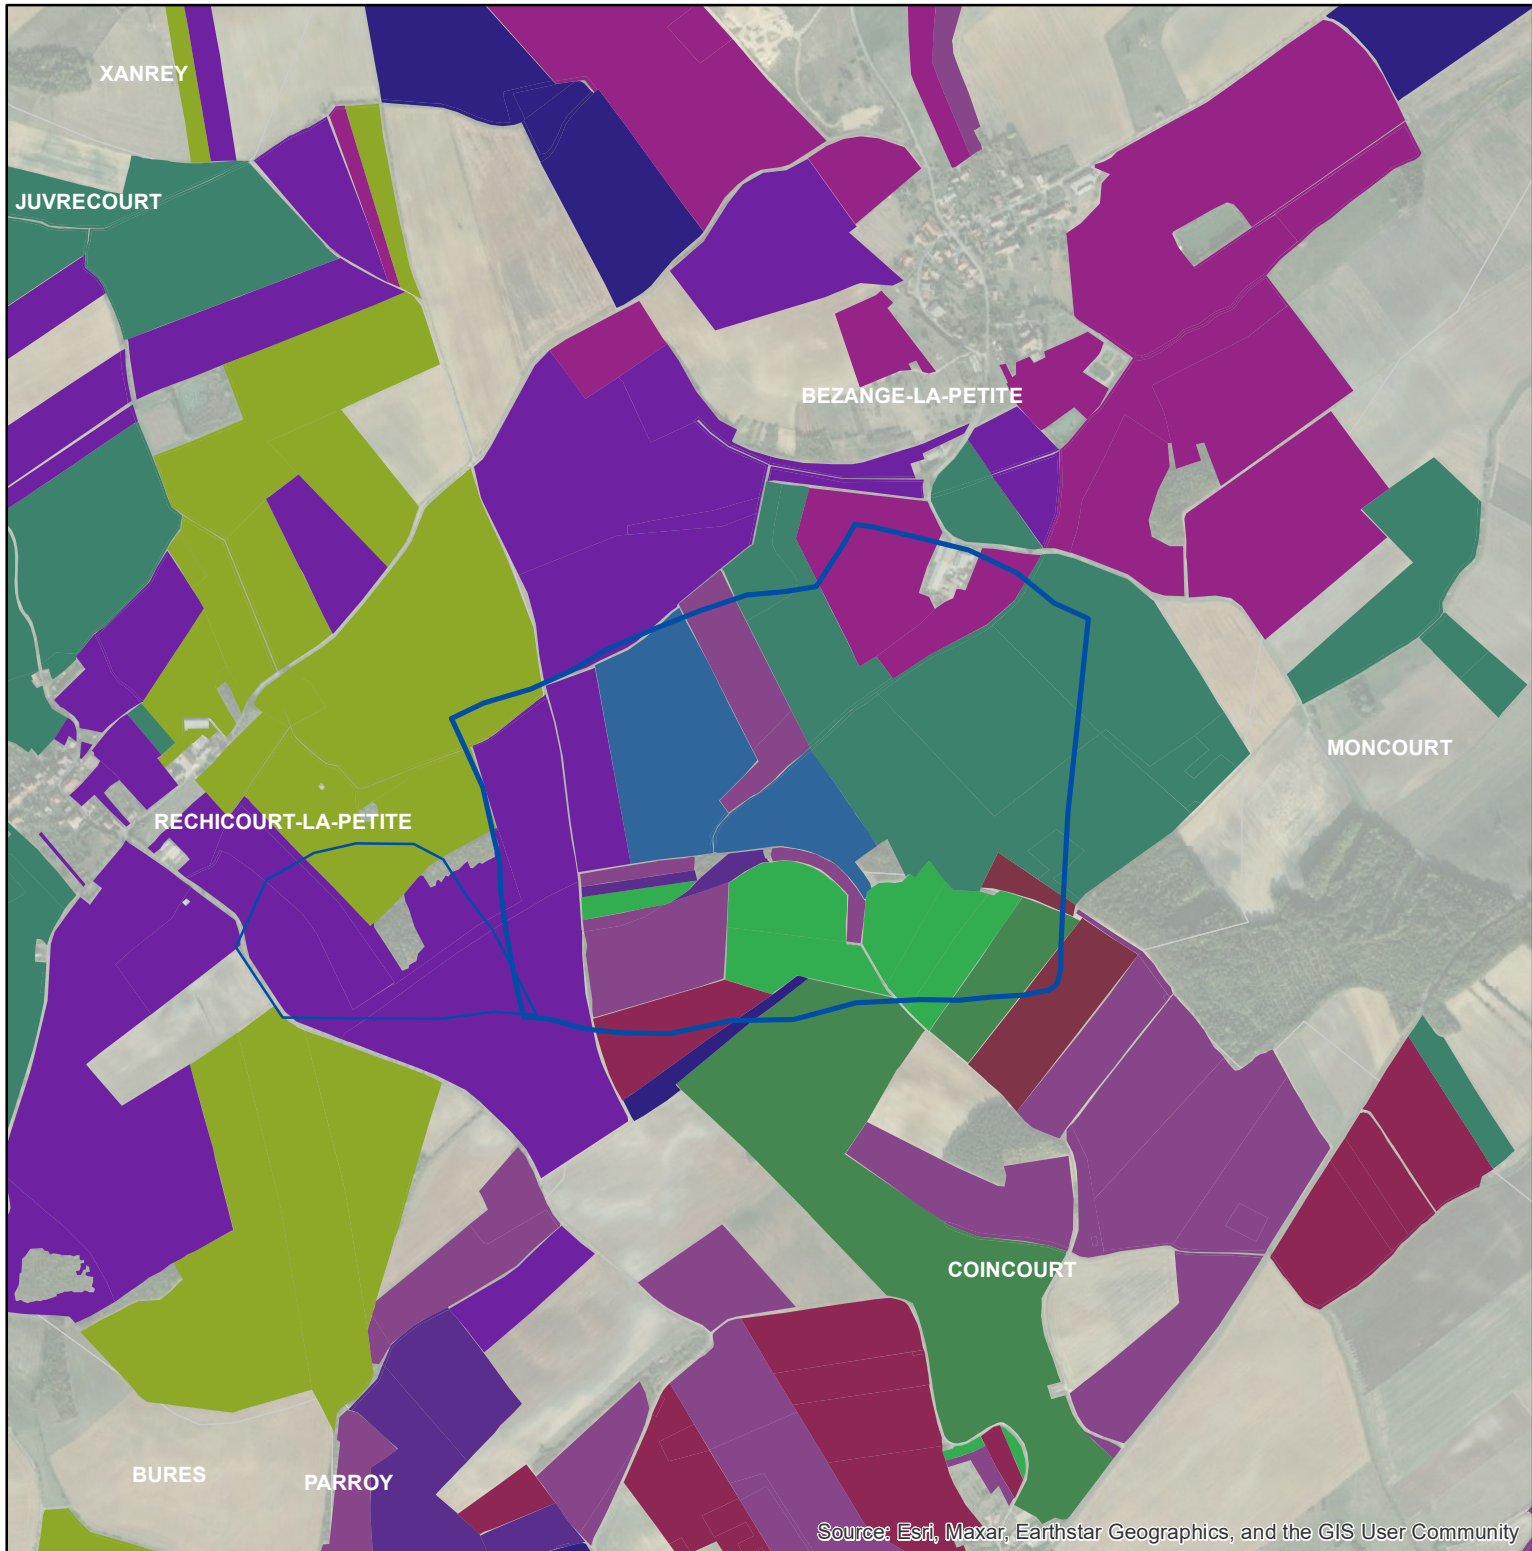 XANREY
JUVRECOURT
BEZANGE-LA-PETITE
MONCOURT
RECHICOURT-LA-PETITE
COINCOURT
BURES
PARROY
Source: Esri, Maxar, Earthstar Geographics, and the GIS User Community